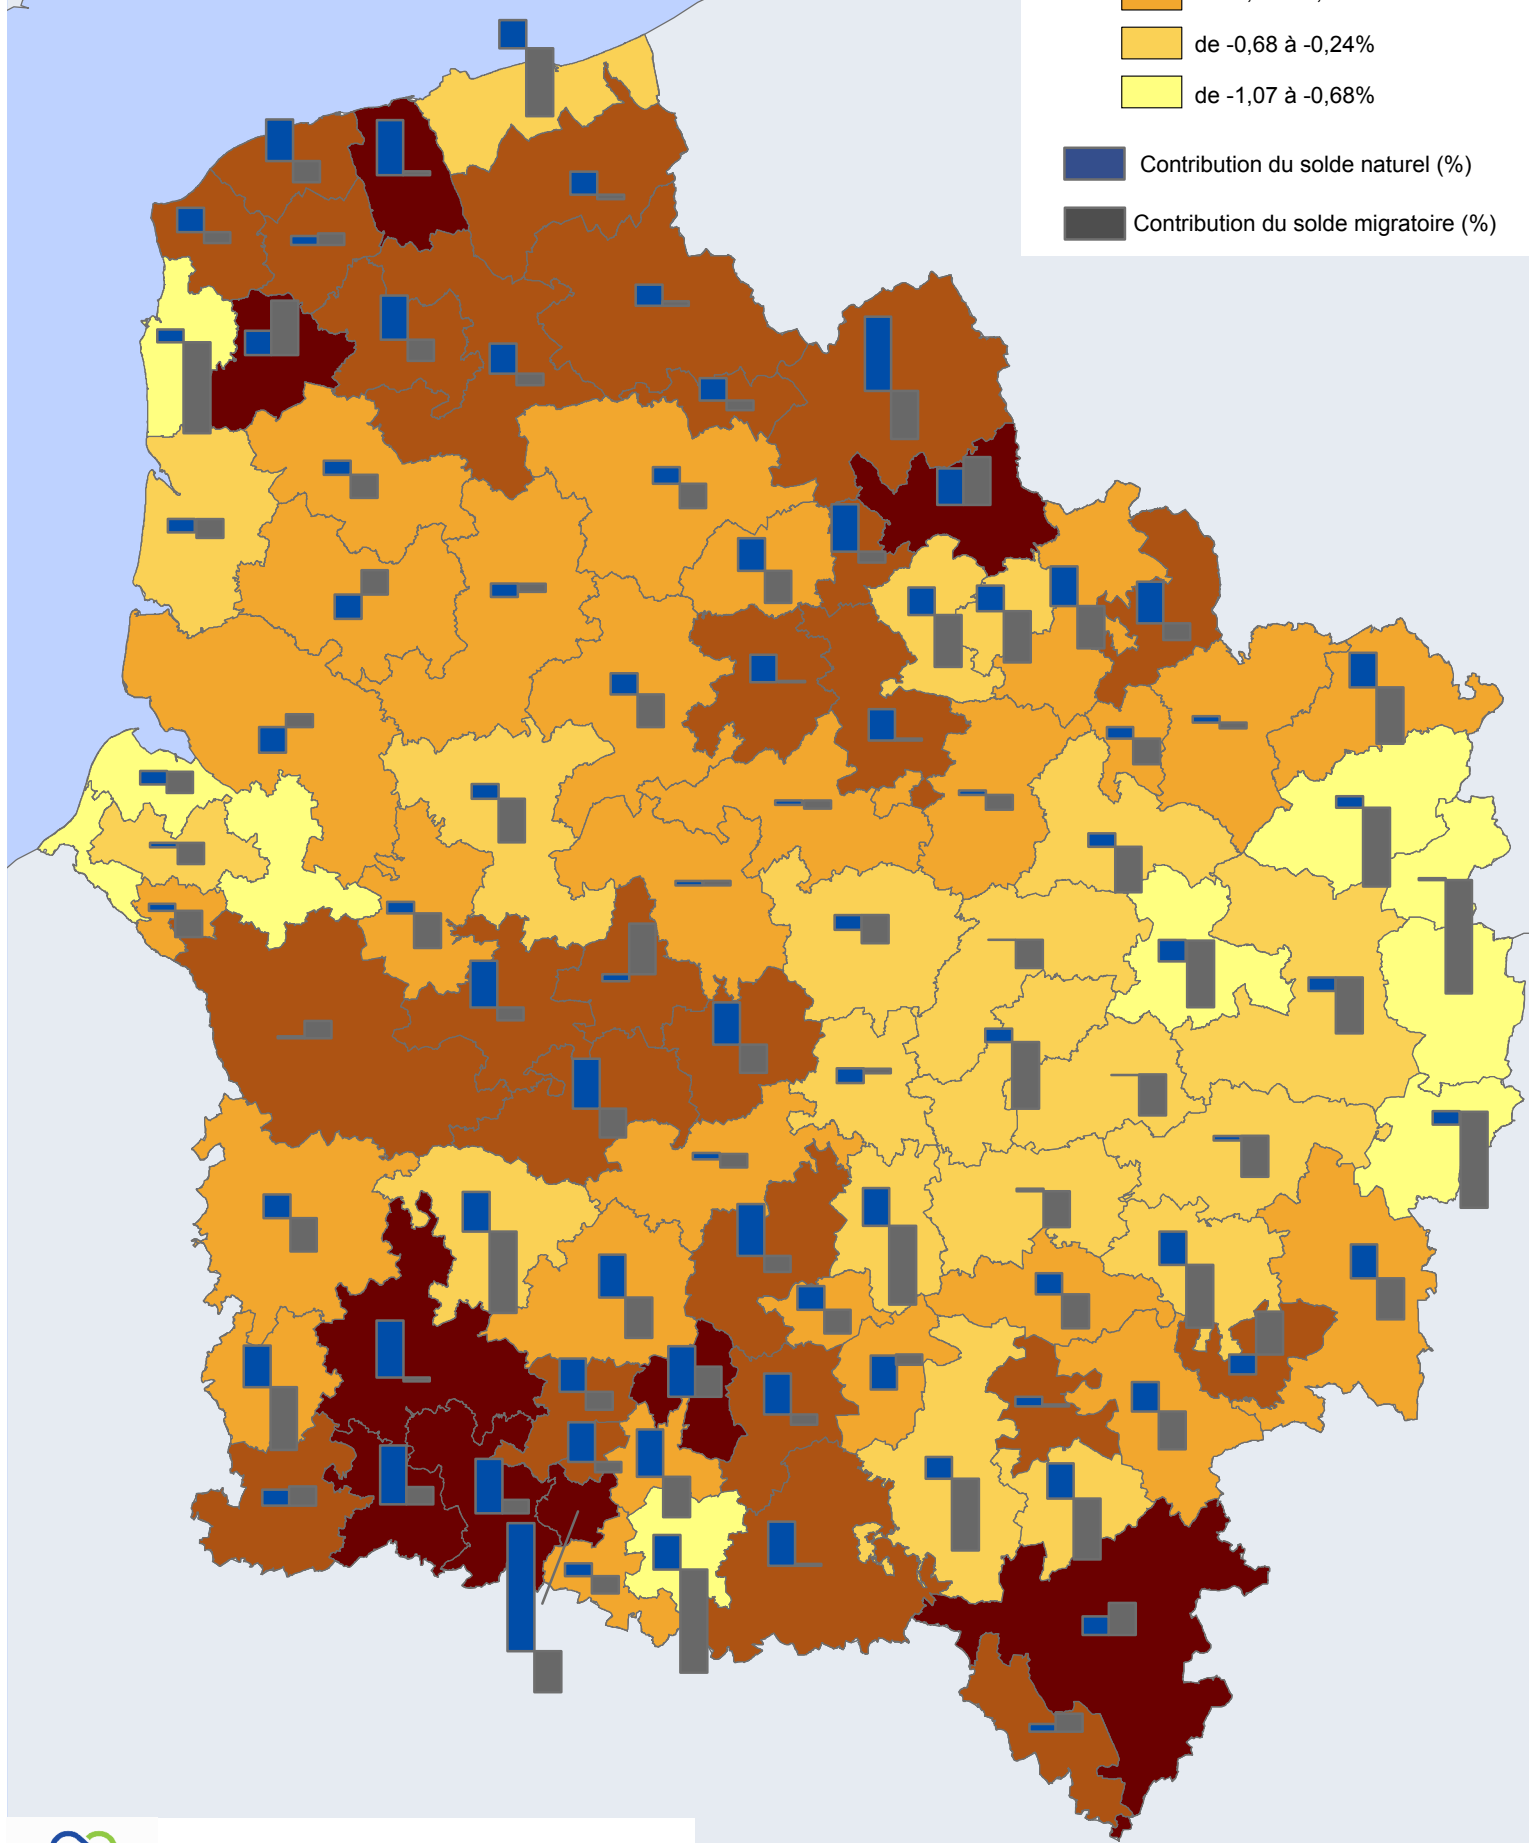 de -0,68 à -0,24%
de -1,07 à -0,68%
Contribution du solde naturel (%)
Contribution du solde migratoire (%)